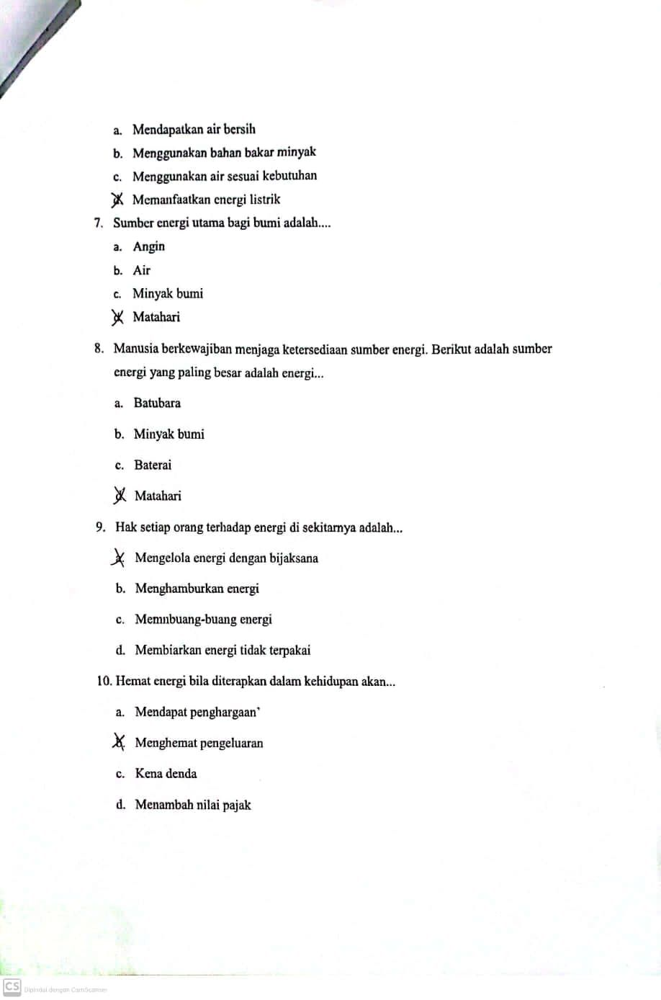 a. Mendapatkan air bersih
b. Menggunakan bahan bakar minyak
c. Menggunakan air sesuai kebutuhan
d. Memanfaatkan energi listrik
7. Sumber energi utama bagi bumi adalah....
a. Angin
b. Air
c. Minyak bumi
d. Matahari
8. Manusia berkewajiban menjaga ketersediaan sumber energi. Berikut adalah sumber
energi yang paling besar adalah energi...
a. Batubara
b. Minyak bumi
c. Baterai
d. Matahari
9. Hak setiap orang terhadap energi di sekitarnya adalah...
a. Mengelola energi dengan bijaksana
b. Menghamburkan energi
c. Memnbuang-buang energi
d. Membiarkan energi tidak terpakai
10. Hemat energi bila diterapkan dalam kehidupan akan...
a. Mendapat penghargaan’
b. Menghemat pengeluaran
c. Kena denda
d. Menambah nilai pajak
CS Dipindai dengan CamScanner